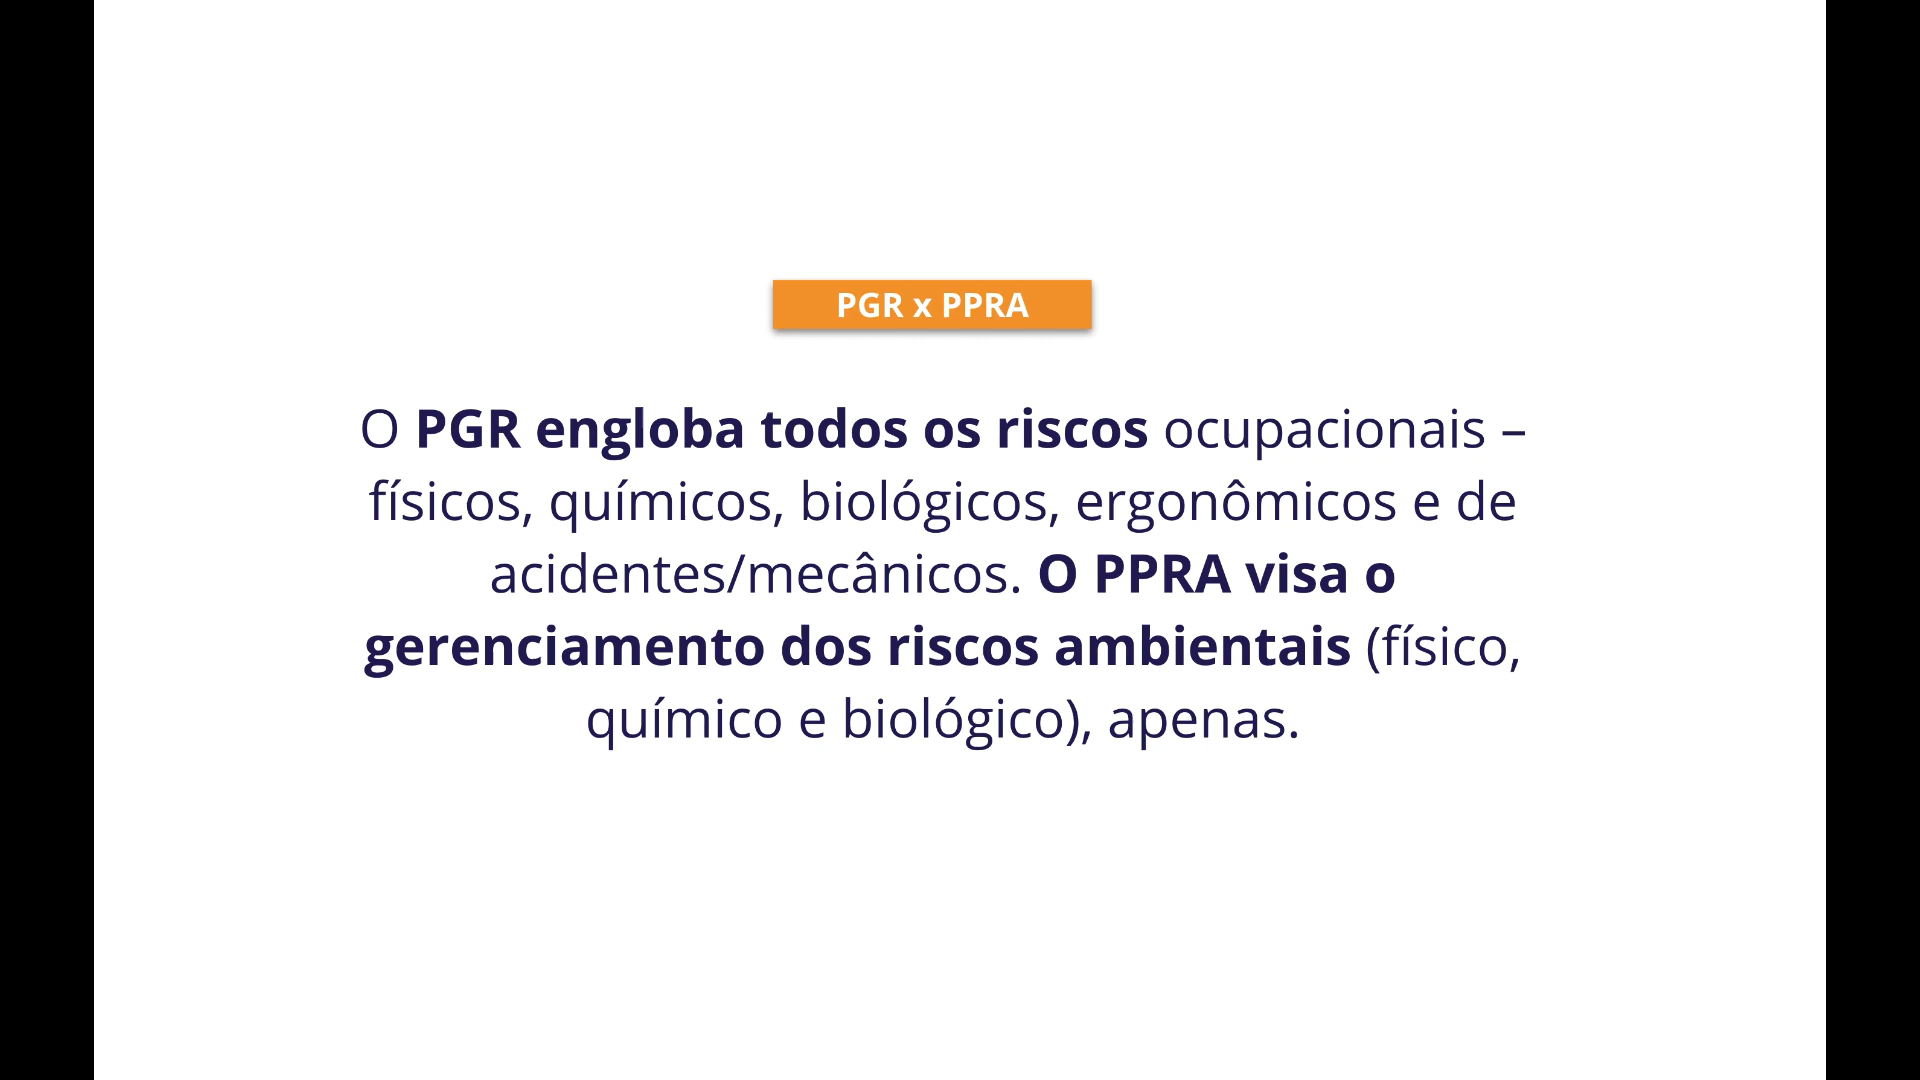 PGR x PPRA
O PGR engloba todos os riscos ocupacionais –
físicos, químicos, biológicos, ergonômicos e de
acidentes/mecânicos. O PPRA visa o
gerenciamento dos riscos ambientais (físico,
químico e biológico), apenas.